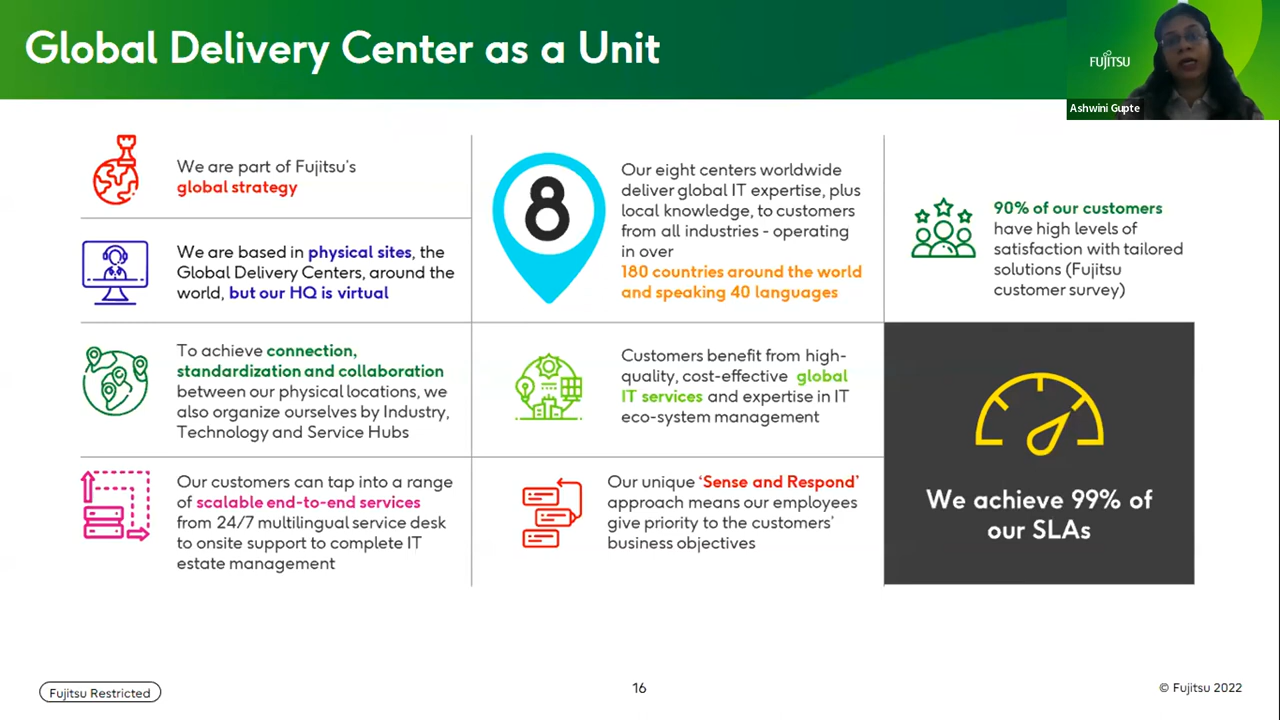 Global Delivery Center as a Unit
FUJITSU
Ashwini Gupte
We are part of Fujitsu's
global strategy
We are based in physical sites, the
Global Delivery Centers, around the
world, but our HQ is virtual
To achieve connection,
standardization and collaboration
between our physical locations, we
also organize ourselves by Industry,
Technology and Service Hubs
Our customers can tap into a range
of scalable end-to-end services
from 24/7 multilingual service desk
to onsite support to complete IT
estate management
8
Our eight centers worldwide
deliver global IT expertise, plus
local knowledge, to customers
from all industries - operating
in over
180 countries around the world
and speaking 40 languages
Customers benefit from high-
quality, cost-effective global
IT services and expertise in IT
eco-system management
Our unique ‘Sense and Respond’
approach means our employees
give priority to the customers’
business objectives
90% of our customers
have high levels of
satisfaction with tailored
solutions (Fujitsu
customer survey)
We achieve 99% of
our SLAs
Fujitsu Restricted
16
© Fujitsu 2022